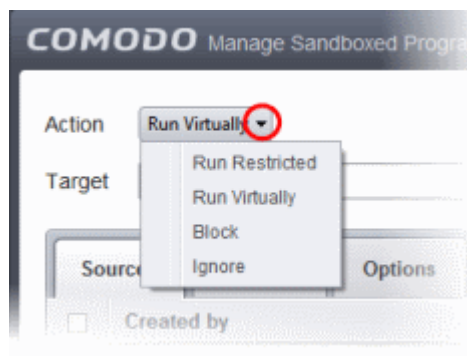 COMODO Manage Sandboxed Progra
Action Run Virtually
Run Restricted
Target
Run Virtually
Block
Ignore
Sourc
Options
Created by